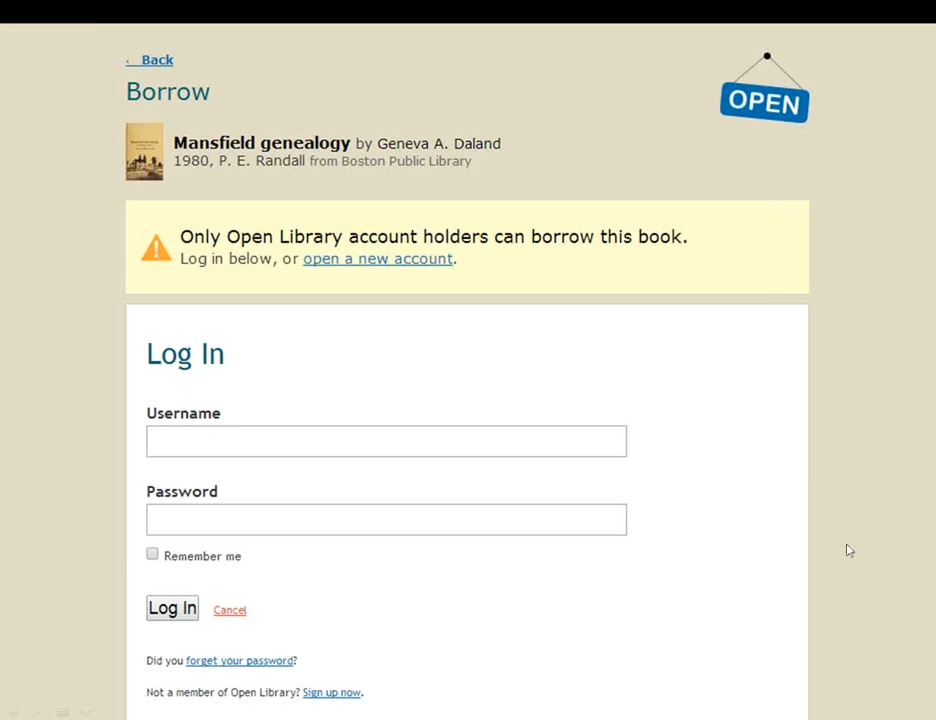 ← Back
Borrow
OPEN
Mansfield genealogy by Geneva A. Daland
1980, P. E. Randall from Boston Public Library
Only Open Library account holders can borrow this book.
Log in below, or open a new account.
Log In
Username
Password
Remember me
Log In Cancel
Did you forget your password?
Not a member of Open Library? Sign up now.